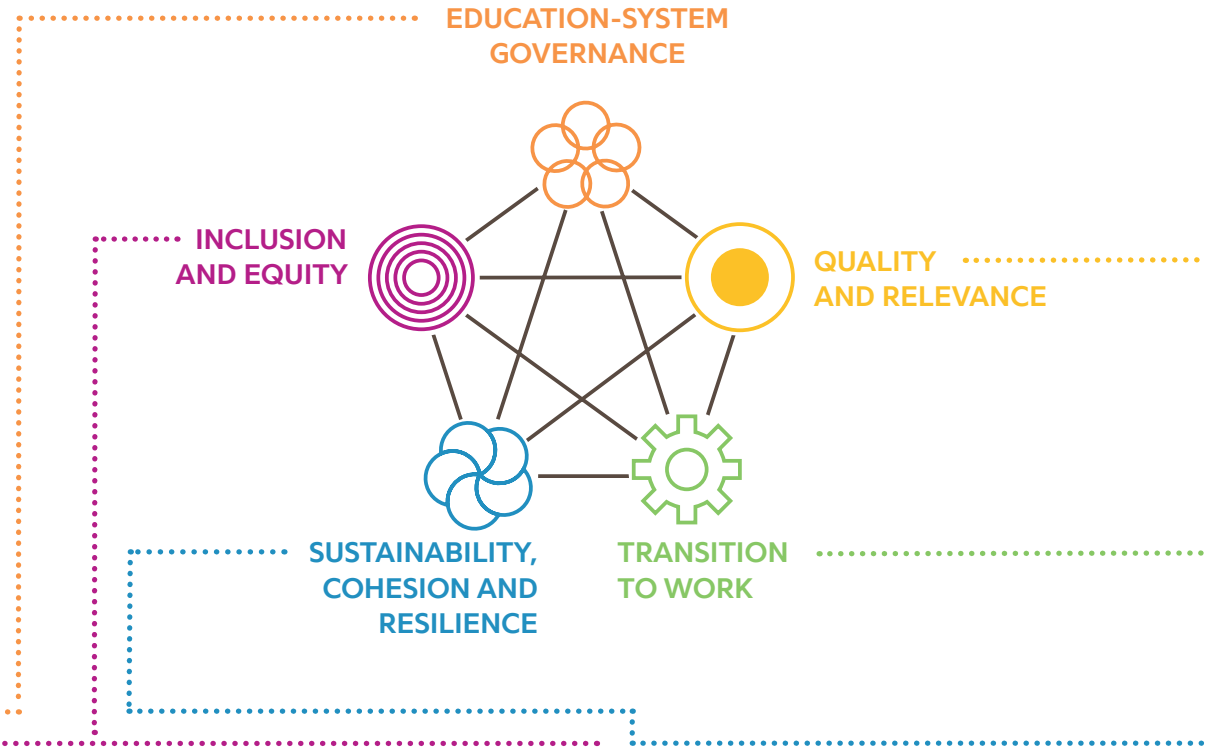 EDUCATION-SYSTEM
GOVERNANCE
INCLUSION
AND EQUITY
QUALITY
AND RELEVANCE
SUSTAINABILITY,
COHESION AND
RESILIENCE
TRANSITION
TO WORK